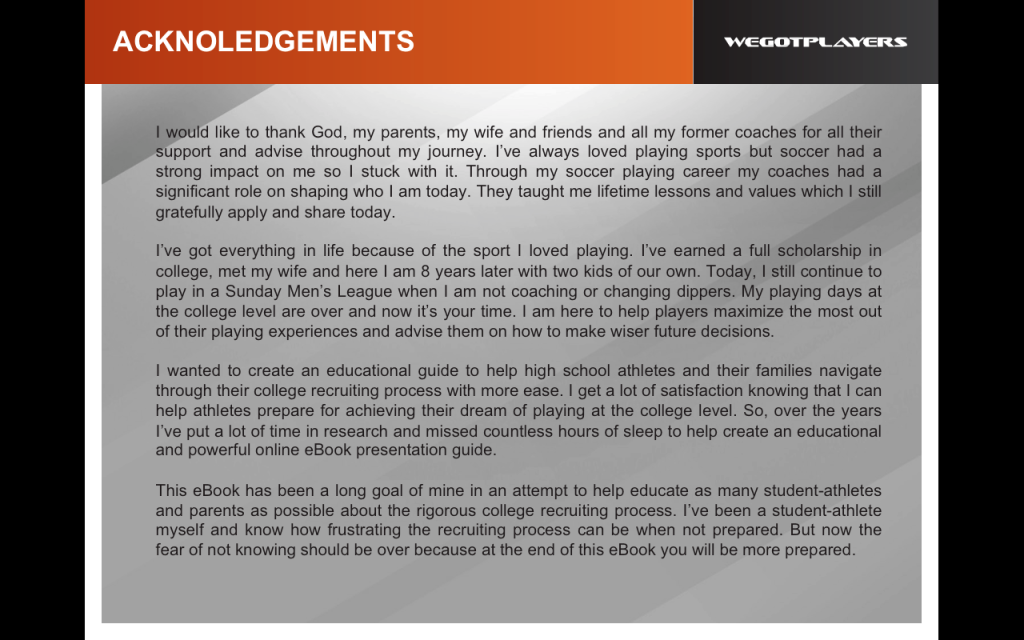 ACKNOLEDGEMENTS
WEGOTPLAYERS
I would like to thank God, my parents, my wife and friends and all my former coaches for all their
support and advise throughout my journey. I've always loved playing sports but soccer had a
strong impact on me so I stuck with it. Through my soccer playing career my coaches had a
significant role on shaping who I am today. They taught me lifetime lessons and values which I still
gratefully apply and share today.
I've got everything in life because of the sport I loved playing. I've earned a full scholarship in
college, met my wife and here I am 8 years later with two kids of our own. Today, I still continue to
play in a Sunday Men's League when I am not coaching or changing dippers. My playing days at
the college level are over and now it's your time. I am here to help players maximize the most out
of their playing experiences and advise them on how to make wiser future decisions.
I wanted to create an educational guide to help high school athletes and their families navigate
through their college recruiting process with more ease. I get a lot of satisfaction knowing that I can
help athletes prepare for achieving their dream of playing at the college level. So, over the years
I've put a lot of time in research and missed countless hours of sleep to help create an educational
and powerful online eBook presentation guide.
This eBook has been a long goal of mine in an attempt to help educate as many student-athletes
and parents as possible about the rigorous college recruiting process. I've been a student-athlete
myself and know how frustrating the recruiting process can be when not prepared. But now the
fear of not knowing should be over because at the end of this eBook you will be more prepared.